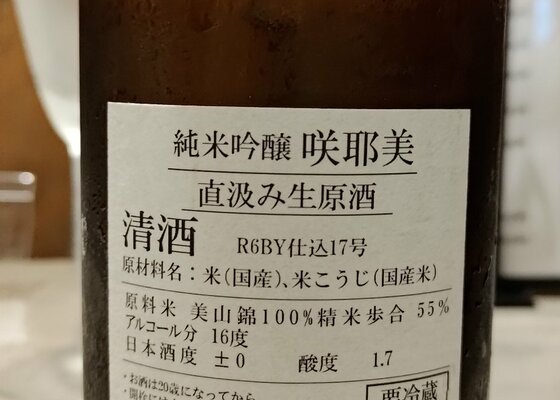 純米吟醸 咲耶美
直汲み生原酒
清酒 R6BY仕込17号
原材料名：米(国産)、米こうじ(国産米)
原料米 美山錦100%精米歩合 55%
アルコール分 16度
日本酒度 ±0 酸度 1.7
・お酒は20歳になってから
要冷蔵